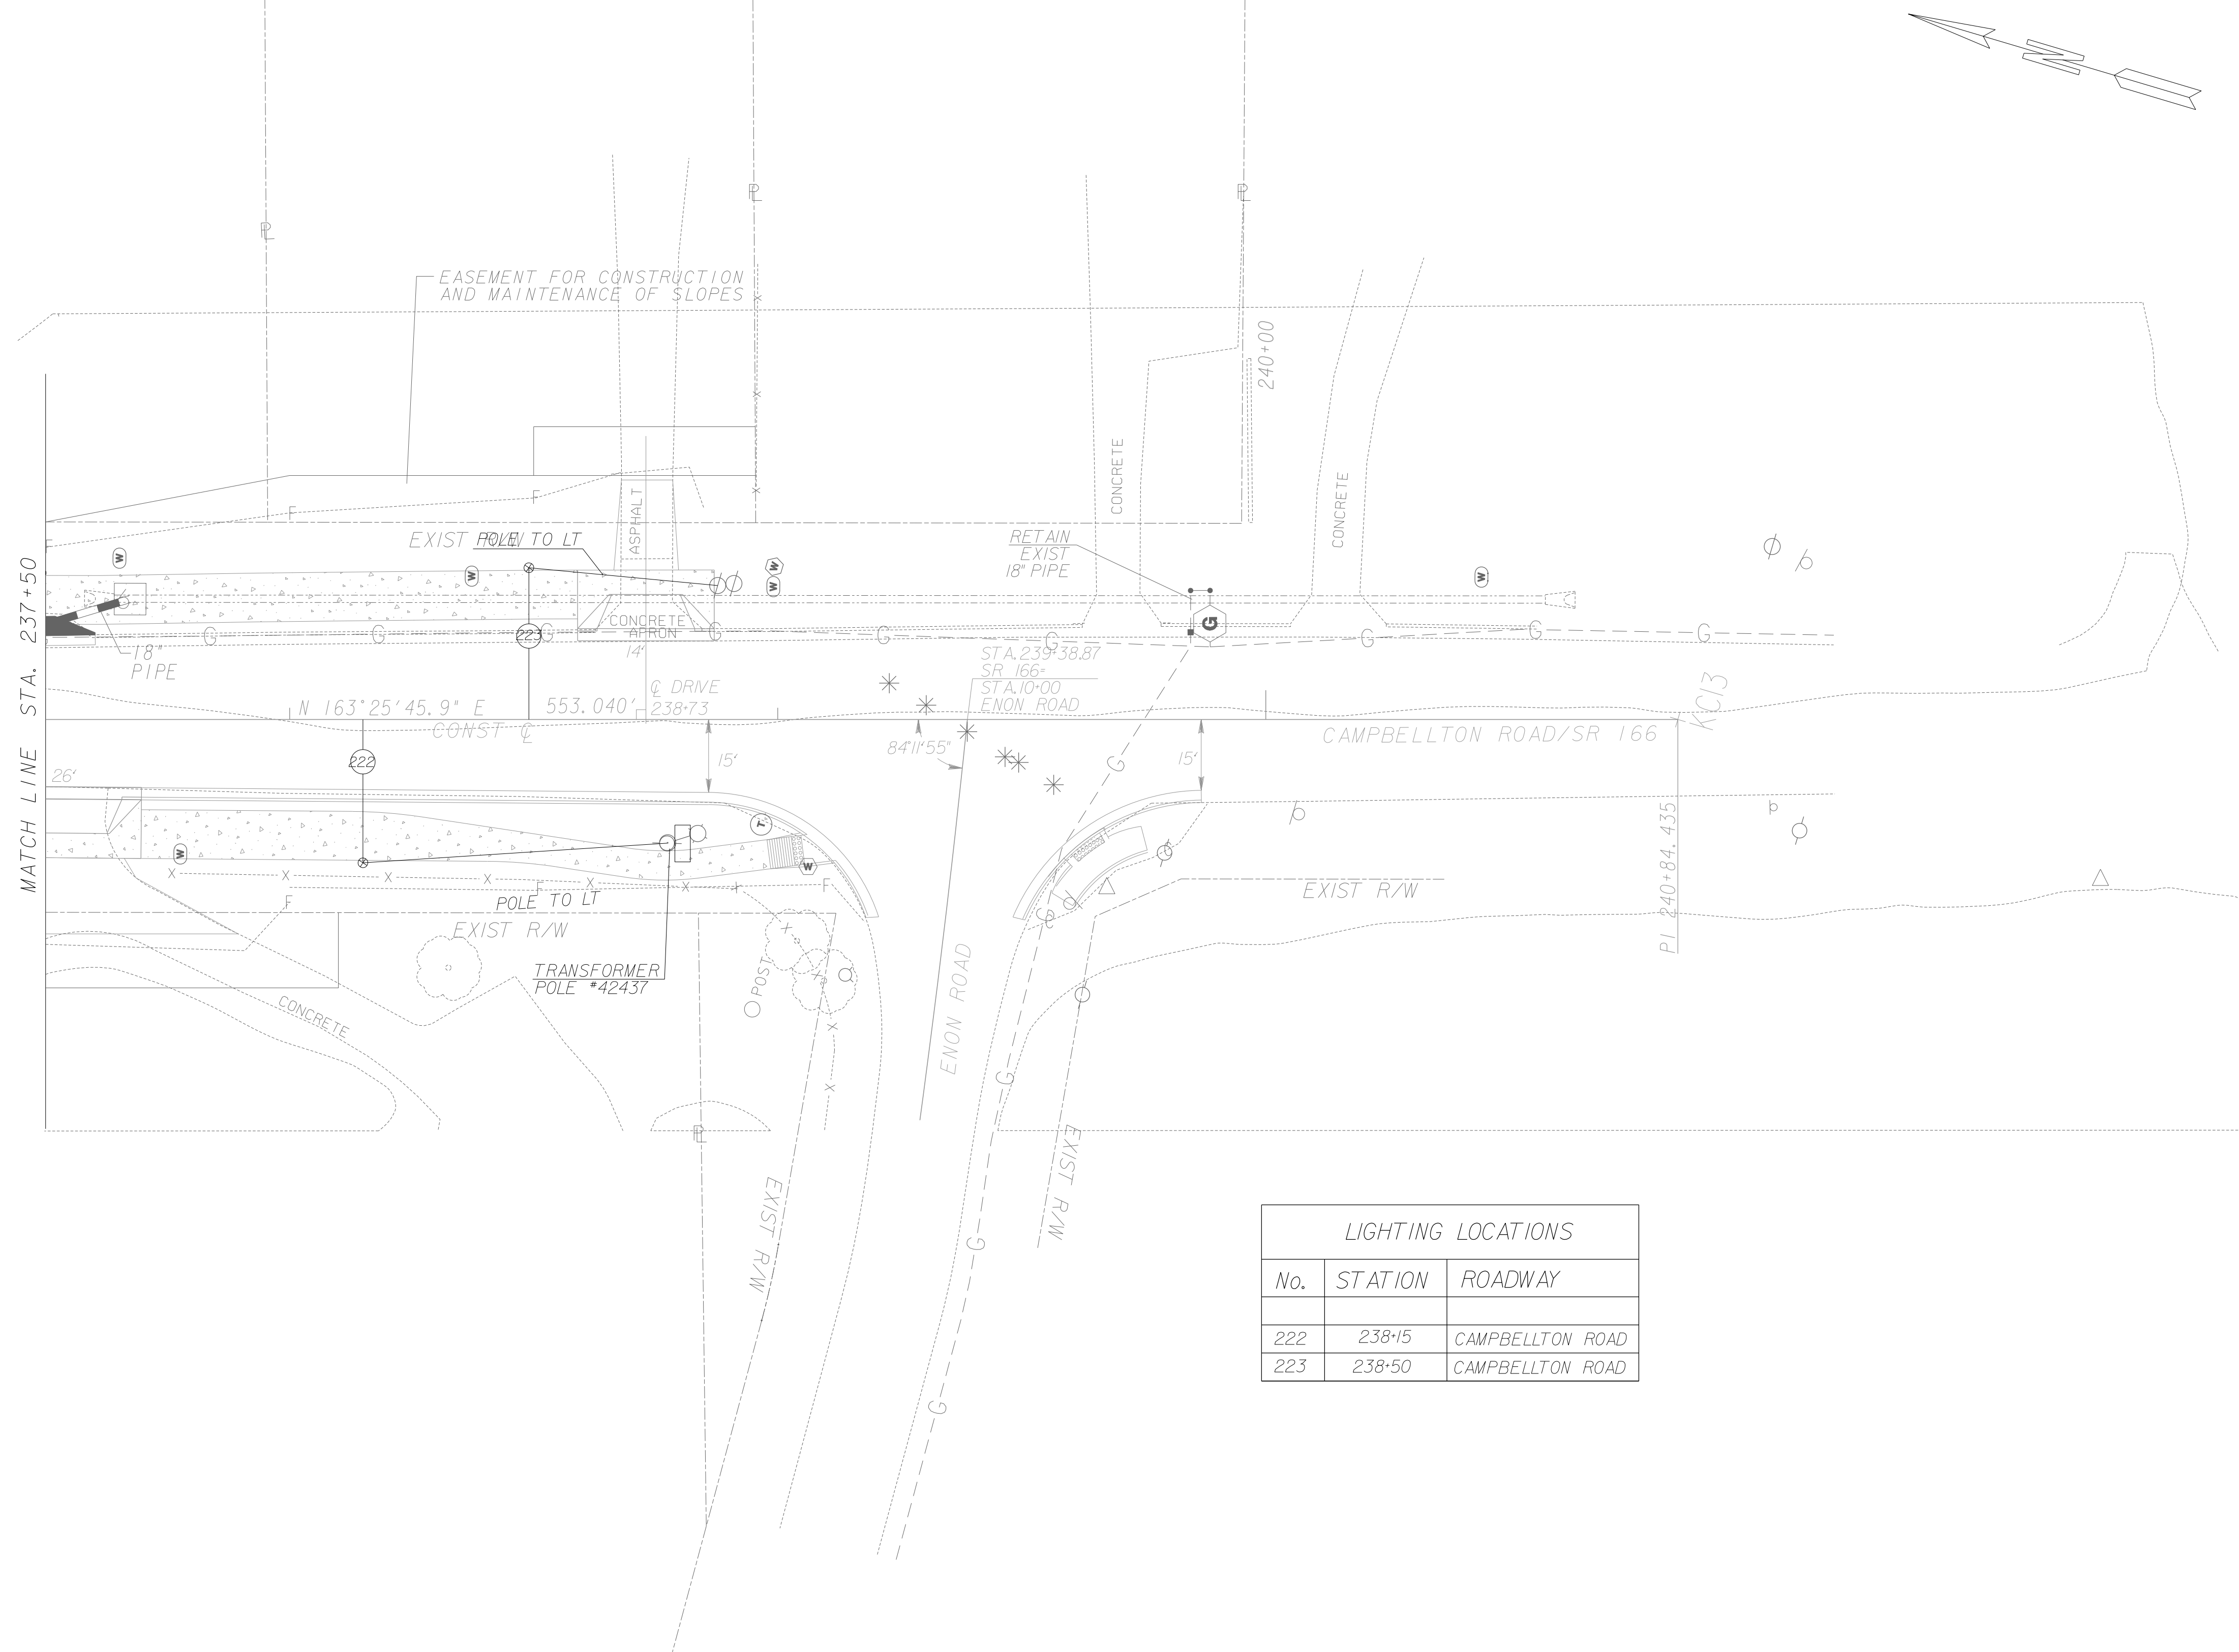 N
PL
PL
PL
EASEMENT FOR CONSTRUCTION
AND MAINTENANCE OF SLOPES
240+00
CONCRETE
CONCRETE
ASPHALT
F
F
F
EXIST R/W
POLE TO LT
RETAIN
EXIST
18" PIPE
W
W
W
W
W
G
MATCH LINE STA. 237+50
18"
PIPE
223
CONCRETE
APRON
14'
G G G G G G G G G
STA.239+38.87
SR 166=
STA.10+00
ENON ROAD
℄ DRIVE
238+73
N 163°25'45.9" E
553.040'
CONST ℄
KC13
CAMPBELLTON ROAD/SR 166
84°11'55"
222
26'
15'
15'
T
W
W
X X X X X X
F F F
POLE TO LT
EXIST R/W
EXIST R/W
PI 240+84.435
TRANSFORMER
POLE #42437
POST
CONCRETE
ENON ROAD
PL
EXIST R/W
EXIST R/W
G
G
G
G
G
LIGHTING LOCATIONS
No. STATION ROADWAY
222 238+15 CAMPBELLTON ROAD
223 238+50 CAMPBELLTON ROAD